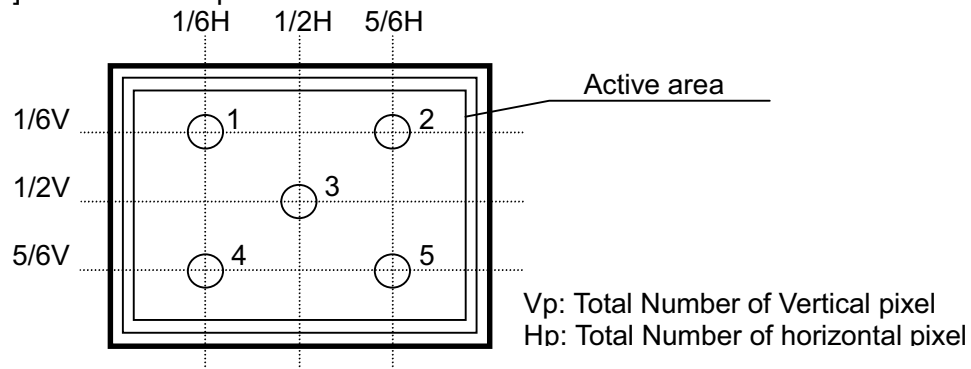 1/6H 1/2H 5/6H
Active area
1/6V 1 2
1/2V 3
5/6V 4 5
Vp: Total Number of Vertical pixel
Hp: Total Number of horizontal pixel